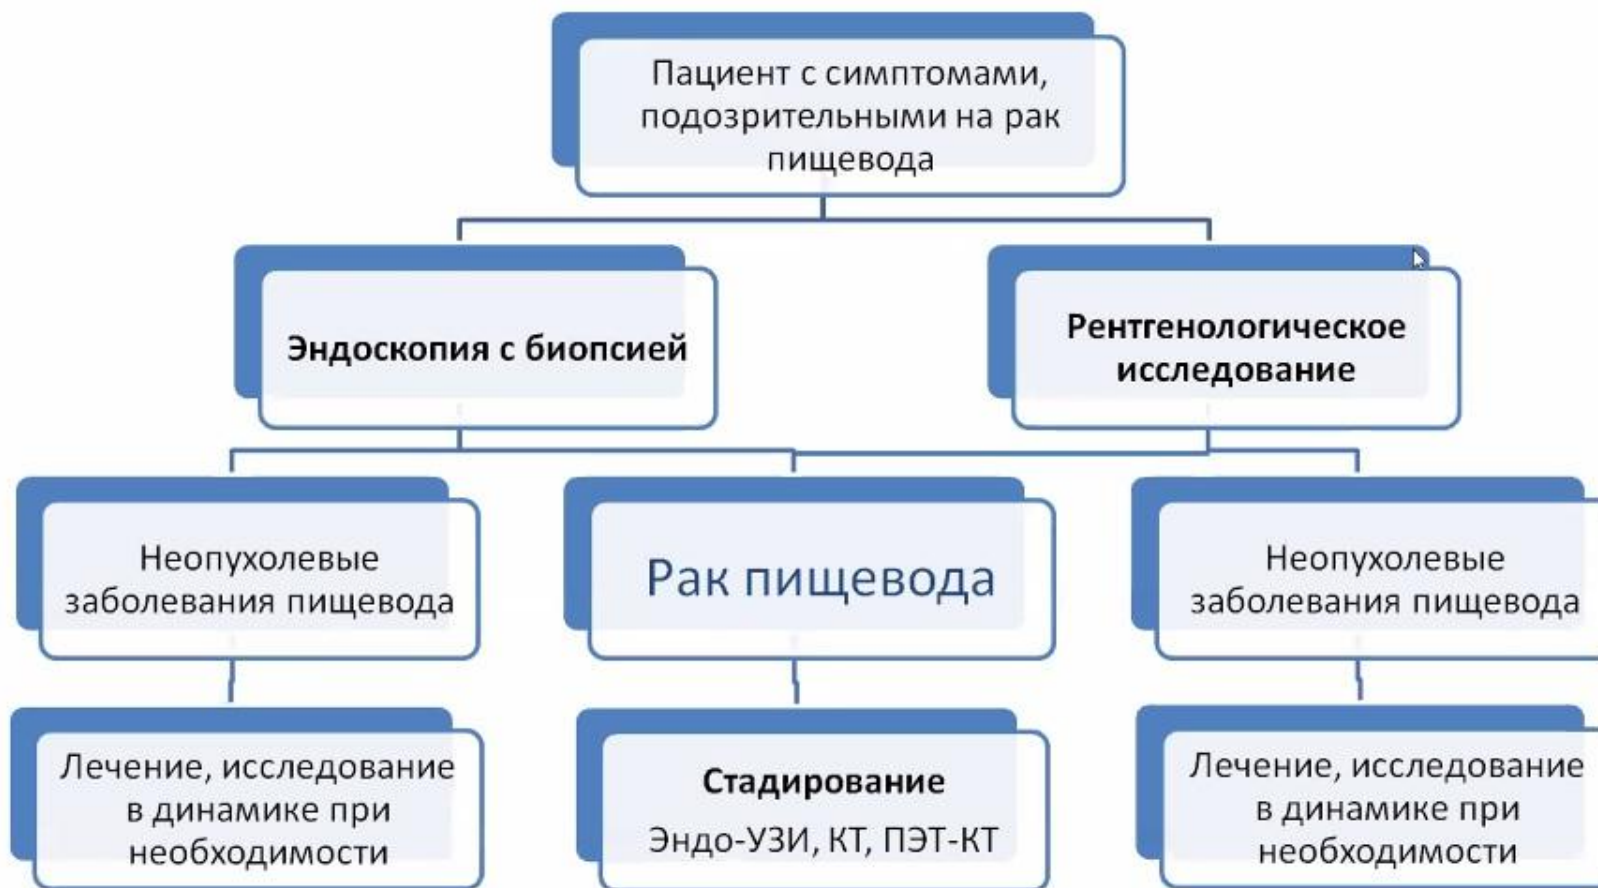 Пациент с симптомами,
подозрительными на рак
пищевода
Эндоскопия с биопсией
Рентгенологическое
исследование
Неопухолевые
заболевания пищевода
Рак пищевода
Неопухолевые
заболевания пищевода
Лечение, исследование
в динамике при
необходимости
Стадирование
Эндо-УЗИ, КТ, ПЭТ-КТ
Лечение, исследование
в динамике при
необходимости